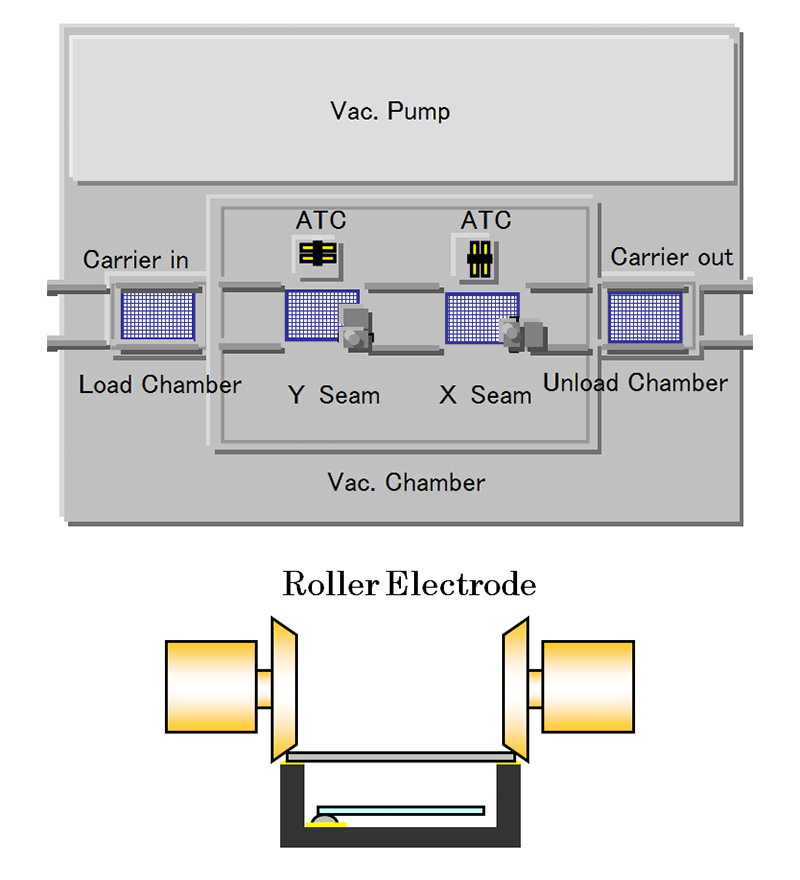 Vac. Pump
ATC
ATC
Carrier in
Carrier out
Load Chamber
Y Seam
X Seam
Unload Chamber
Vac. Chamber
Roller Electrode